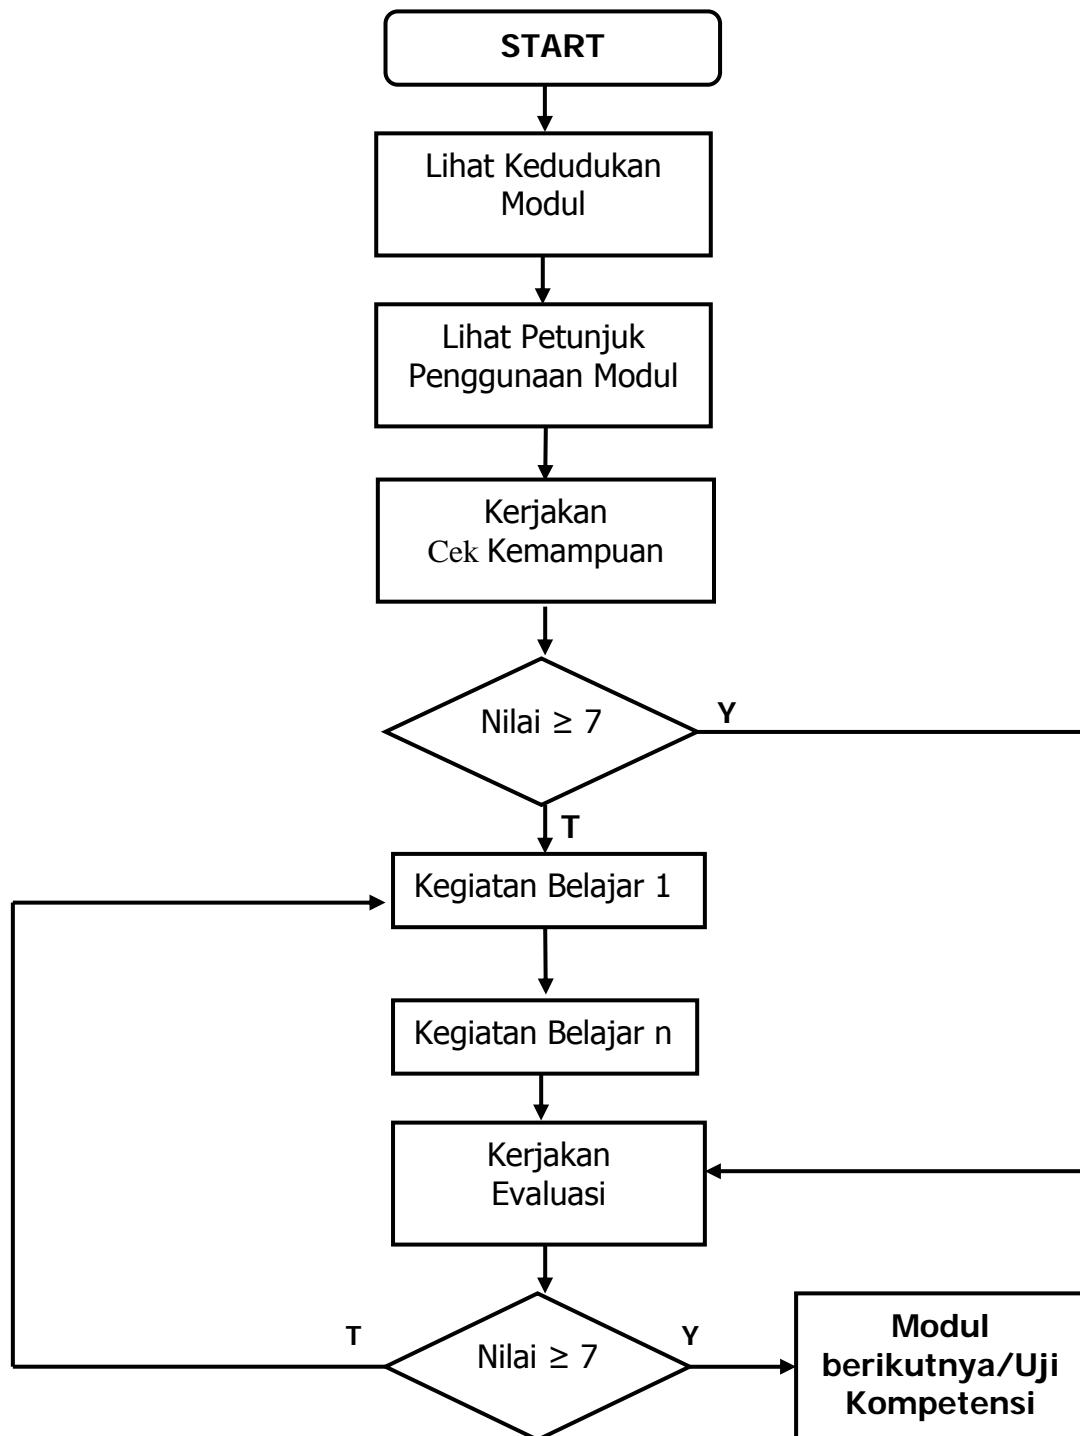 START
Lihat Kedudukan
Modul
Lihat Petunjuk
Penggunaan Modul
Kerjakan
Cek Kemampuan
Nilai ≥ 7
Y
T
Kegiatan Belajar 1
Kegiatan Belajar n
Kerjakan
Evaluasi
T
Nilai ≥ 7
Y
Modul
berikutnya/Uji
Kompetensi